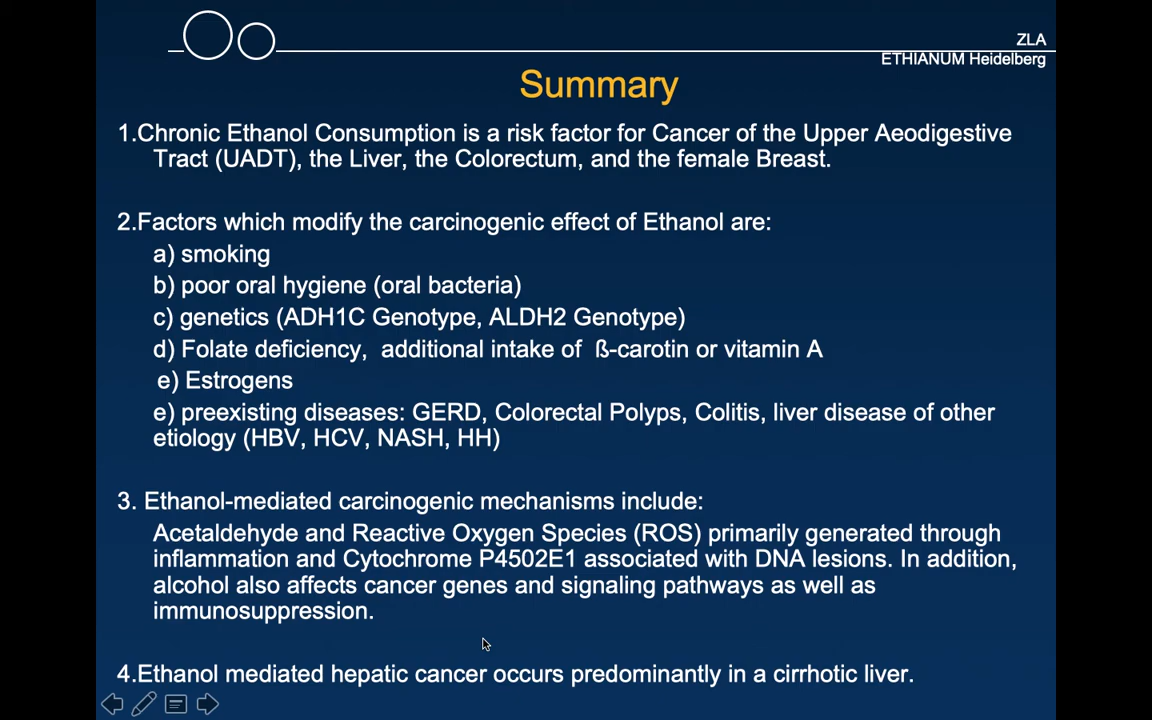 ZLA
ETHIANUM Heidelberg
Summary
1.Chronic Ethanol Consumption is a risk factor for Cancer of the Upper Aeodigestive
Tract (UADT), the Liver, the Colorectum, and the female Breast.
2.Factors which modify the carcinogenic effect of Ethanol are:
a) smoking
b) poor oral hygiene (oral bacteria)
c) genetics (ADH1C Genotype, ALDH2 Genotype)
d) Folate deficiency,  additional intake of  ß-carotin or vitamin A
e) Estrogens
e) preexisting diseases: GERD, Colorectal Polyps, Colitis, liver disease of other
etiology (HBV, HCV, NASH, HH)
3. Ethanol-mediated carcinogenic mechanisms include:
Acetaldehyde and Reactive Oxygen Species (ROS) primarily generated through
inflammation and Cytochrome P4502E1 associated with DNA lesions. In addition,
alcohol also affects cancer genes and signaling pathways as well as
immunosuppression.
4.Ethanol mediated hepatic cancer occurs predominantly in a cirrhotic liver.